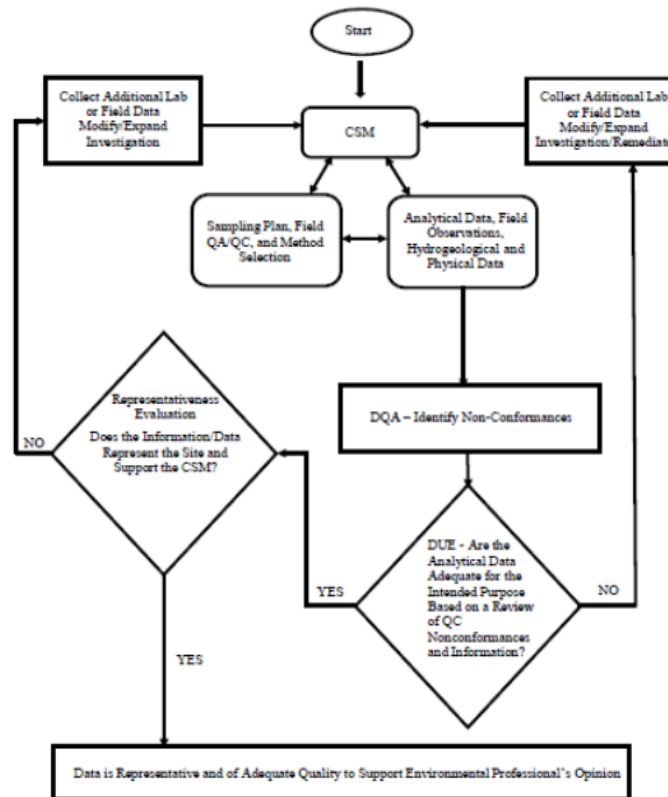 Start
Collect Additional Lab
or Field Data
Modify/Expand
Investigation
CSM
Collect Additional Lab
or Field Data
Modify/Expand
Investigation/Remediate
Sampling Plan, Field
QA/QC, and Method
Selection
Analytical Data, Field
Observations,
Hydrogeological and
Physical Data
Representativeness
Evaluation
Does the Information/Data
Represent the Site and
Support the CSM?
NO
DQA – Identify Non-Conformances
DUE - Are the
Analytical Data
Adequate for the
Intended Purpose
Based on a Review
of QC
Nonconformances
and Information?
YES
NO
YES
Data is Representative and of Adequate Quality to Support Environmental Professional's Opinion